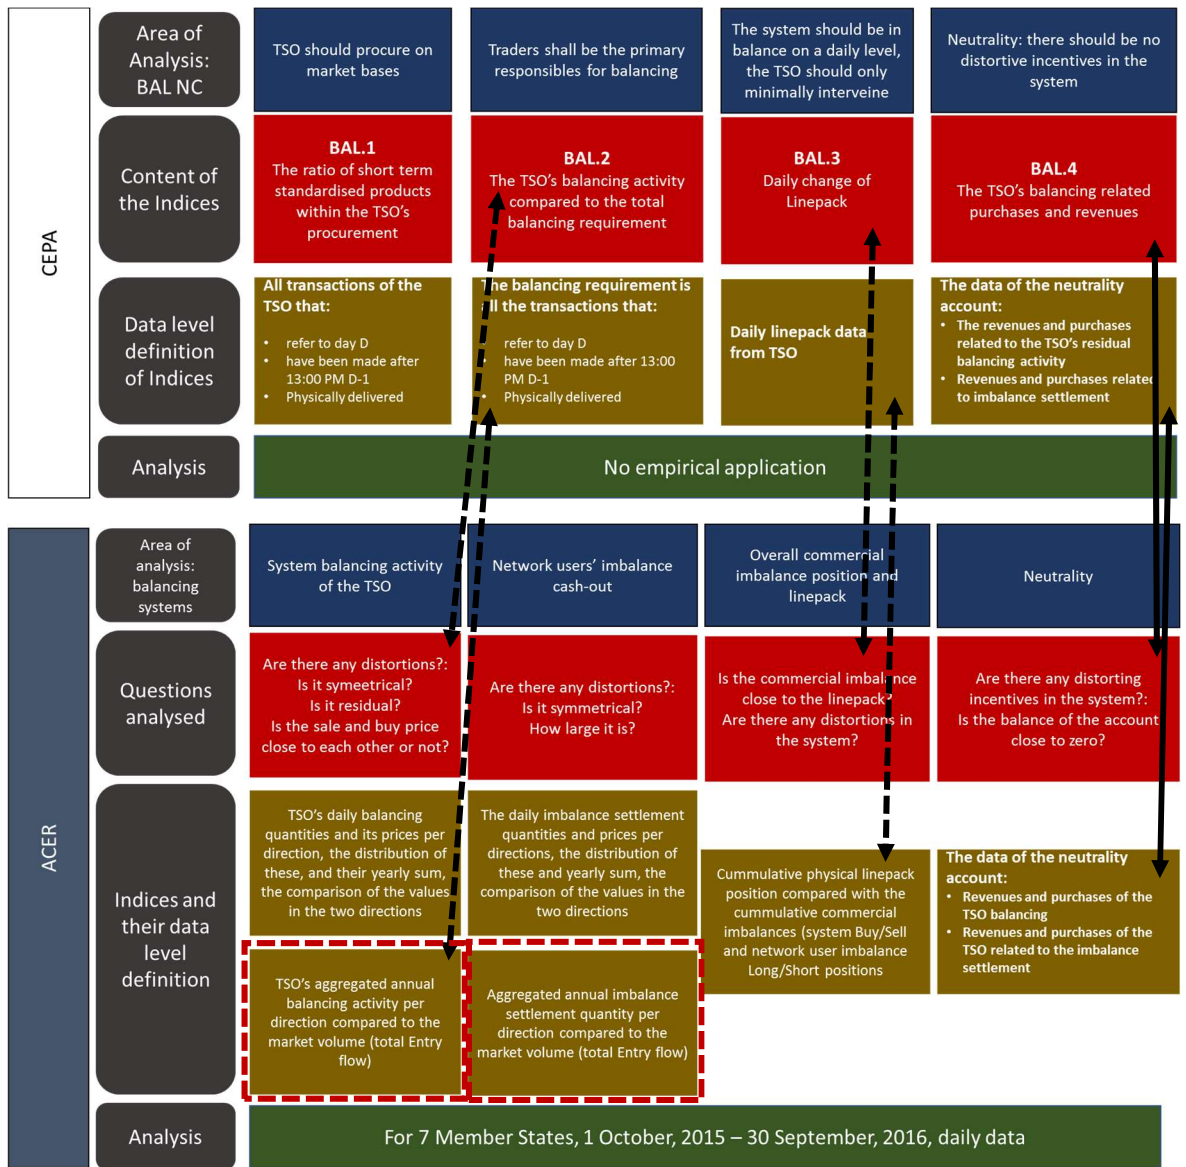 CEPA
Area of
Analysis:
BAL NC
TSO should procure on
market bases
Traders shall be the primary
responsibles for balancing
The system should be in
balance on a daily level,
the TSO should only
minimally interveine
Neutrality: there should be no
distortive incentives in the
system
Content of
the Indices
BAL.1
The ratio of short term
standardised products
within the TSO's
procurement
BAL.2
The TSO's balancing activity
compared to the total
balancing requirement
BAL.3
Daily change of
Linepack
BAL.4
The TSO's balancing related
purchases and revenues
Data level
definition
of Indices
All transactions of the
TSO that:
• refer to day D
• have been made after
13:00 PM D-1
• Physically delivered
The balancing requirement is
all the transactions that:
• refer to day D
• have been made after 13:00
PM D-1
• Physically delivered
Daily linepack data
from TSO
The data of the neutrality
account:
• The revenues and purchases
related to the TSO's residual
balancing activity
• Revenues and purchases related
to imbalance settlement
Analysis
No empirical application
ACER
Area of
analysis:
balancing
systems
System balancing activity
of the TSO
Network users' imbalance
cash-out
Overall commercial
imbalance position and
linepack
Neutrality
Questions
analysed
Are there any distortions?:
Is it symeetrical?
Is it residual?
Is the sale and buy price
close to each other or not?
Are there any distortions?:
Is it symmetrical?
How large it is?
Is the commercial imbalance
close to the linepack?
Are there any distortions in
the system?
Are there any distorting
incentives in the system?:
Is the balance of the account
close to zero?
Indices and
their data
level
definition
TSO's daily balancing
quantities and its prices per
direction, the distribution of
these, and their yearly sum,
the comparison of the values
in the two directions
The daily imbalance settlement
quantities and prices per
directions, the distribution of
these and yearly sum, the
comparison of the values in the
two directions
Cummulative physical linepack
position compared with the
cummulative commercial
imbalances (system Buy/Sell
and network user imbalance
Long/Short positions
The data of the neutrality
account:
• Revenues and purchases of the
TSO balancing
• Revenues and purchases of the
TSO related to the imbalance
settlement
TSO's aggregated annual
balancing activity per
direction compared to the
market volume (total Entry
flow)
Aggregated annual imbalance
settlement quantity per
direction compared to the
market volume (total Entry flow)
Analysis
For 7 Member States, 1 October, 2015 – 30 September, 2016, daily data